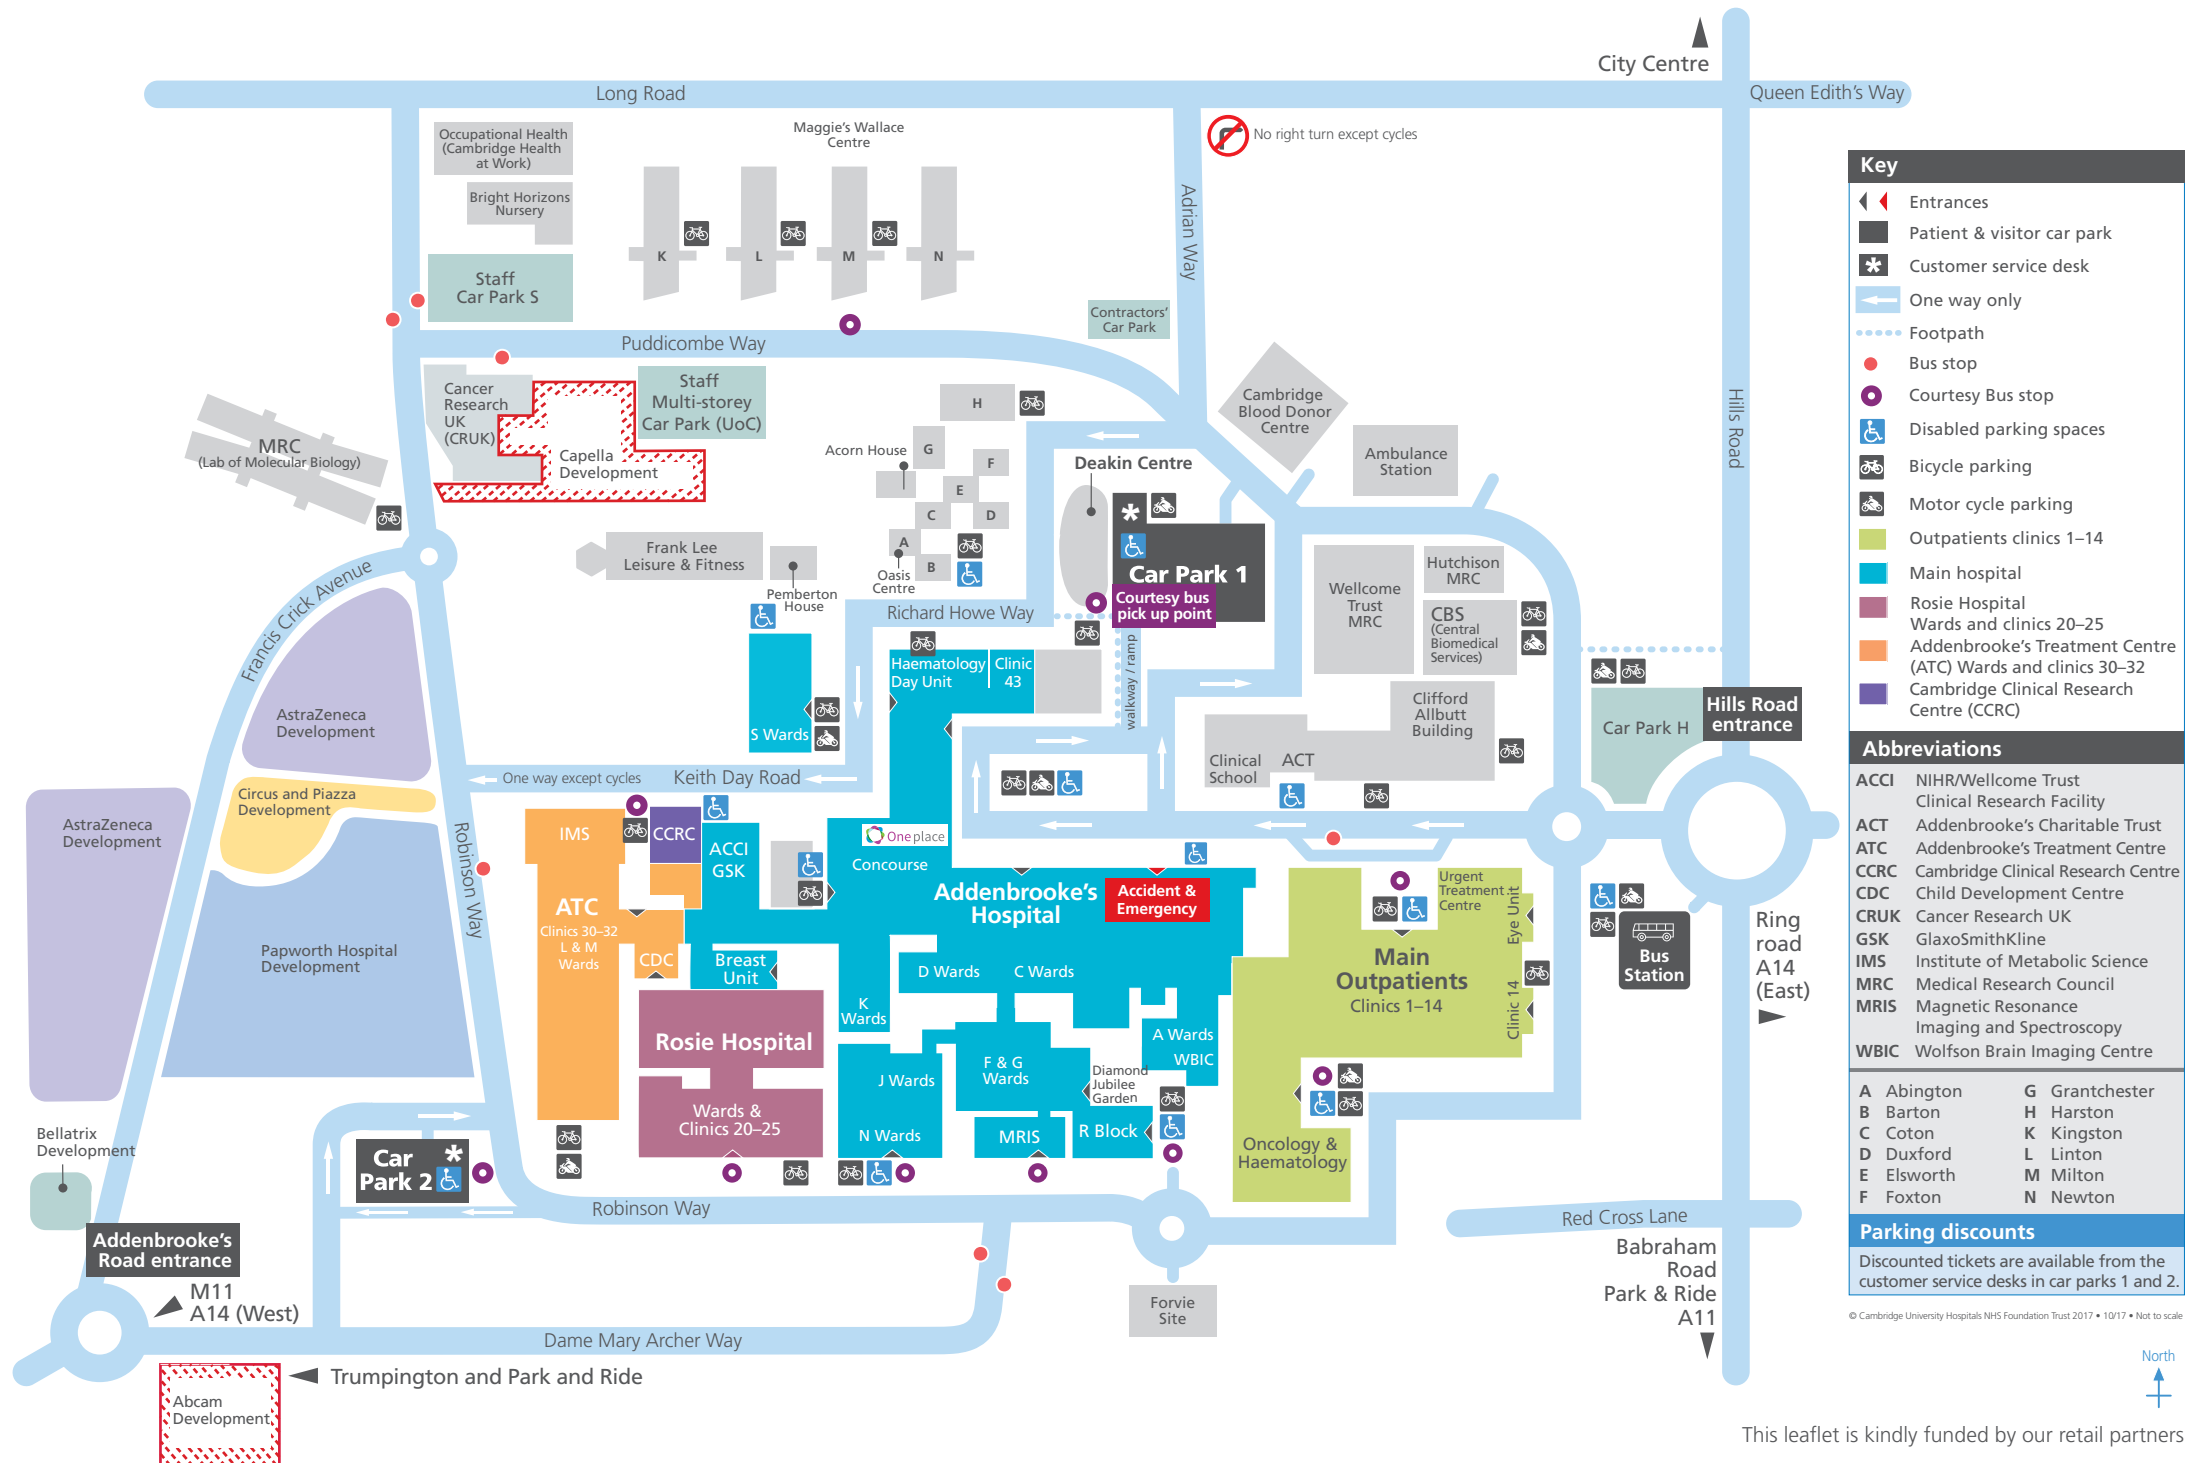 City Centre
Long Road
Queen Edith's Way
Occupational Health
(Cambridge Health
at Work)
Maggie's Wallace
Centre
No right turn except cycles
Bright Horizons
Nursery
Adrian Way
K
L
M
N
Staff
Car Park S
Contractors'
Car Park
Puddicombe Way
Hills Road
Cancer
Research
UK
(CRUK)
Staff
Multi-storey
Car Park (UoC)
Capella
Development
MRC
(Lab of Molecular Biology)
H
G
F
E
C
D
A
B
Acorn House
Oasis
Centre
Cambridge
Blood Donor
Centre
Ambulance
Station
Deakin Centre
*
Car Park 1
Courtesy bus
pick up point
Frank Lee
Leisure & Fitness
Pemberton
House
Richard Howe Way
walkway / ramp
Wellcome
Trust
MRC
Hutchison
MRC
CBS
(Central
Biomedical
Services)
Francis Crick Avenue
AstraZeneca
Development
S Wards
Haematology
Day Unit
Clinic
43
Clifford
Allbutt
Building
Clinical
School
ACT
Car Park H
Hills Road
entrance
One way except cycles
Keith Day Road
Circus and Piazza
Development
AstraZeneca
Development
Robinson Way
IMS
CCRC
ACCI
GSK
One place
Concourse
Addenbrooke's
Hospital
Accident &
Emergency
Urgent
Treatment
Centre
Eye Unit
ATC
Clinics 30–32
L & M
Wards
CDC
Breast
Unit
Papworth Hospital
Development
D Wards
C Wards
K
Wards
Main
Outpatients
Clinics 1–14
Clinic 14
Bus
Station
Ring
road
A14
(East)
Rosie Hospital
Wards &
Clinics 20–25
J Wards
N Wards
F & G
Wards
MRIS
A Wards
WBIC
Diamond
Jubilee
Garden
R Block
Oncology &
Haematology
Bellatrix
Development
Car
Park 2
*
Robinson Way
Red Cross Lane
Addenbrooke's
Road entrance
M11
A14 (West)
Babraham
Road
Park & Ride
A11
Forvie
Site
Dame Mary Archer Way
Trumpington and Park and Ride
Abcam
Development
Key
Entrances
Patient & visitor car park
* Customer service desk
One way only
Footpath
Bus stop
Courtesy Bus stop
Disabled parking spaces
Bicycle parking
Motor cycle parking
Outpatients clinics 1–14
Main hospital
Rosie Hospital
Wards and clinics 20–25
Addenbrooke's Treatment Centre
(ATC) Wards and clinics 30–32
Cambridge Clinical Research
Centre (CCRC)
Abbreviations
ACCI NIHR/Wellcome Trust
Clinical Research Facility
ACT Addenbrooke's Charitable Trust
ATC Addenbrooke's Treatment Centre
CCRC Cambridge Clinical Research Centre
CDC Child Development Centre
CRUK Cancer Research UK
GSK GlaxoSmithKline
IMS Institute of Metabolic Science
MRC Medical Research Council
MRIS Magnetic Resonance
Imaging and Spectroscopy
WBIC Wolfson Brain Imaging Centre
A Abington G Grantchester
B Barton H Harston
C Coton K Kingston
D Duxford L Linton
E Elsworth M Milton
F Foxton N Newton
Parking discounts
Discounted tickets are available from the
customer service desks in car parks 1 and 2.
© Cambridge University Hospitals NHS Foundation Trust 2017 • 10/17 • Not to scale
North
This leaflet is kindly funded by our retail partners